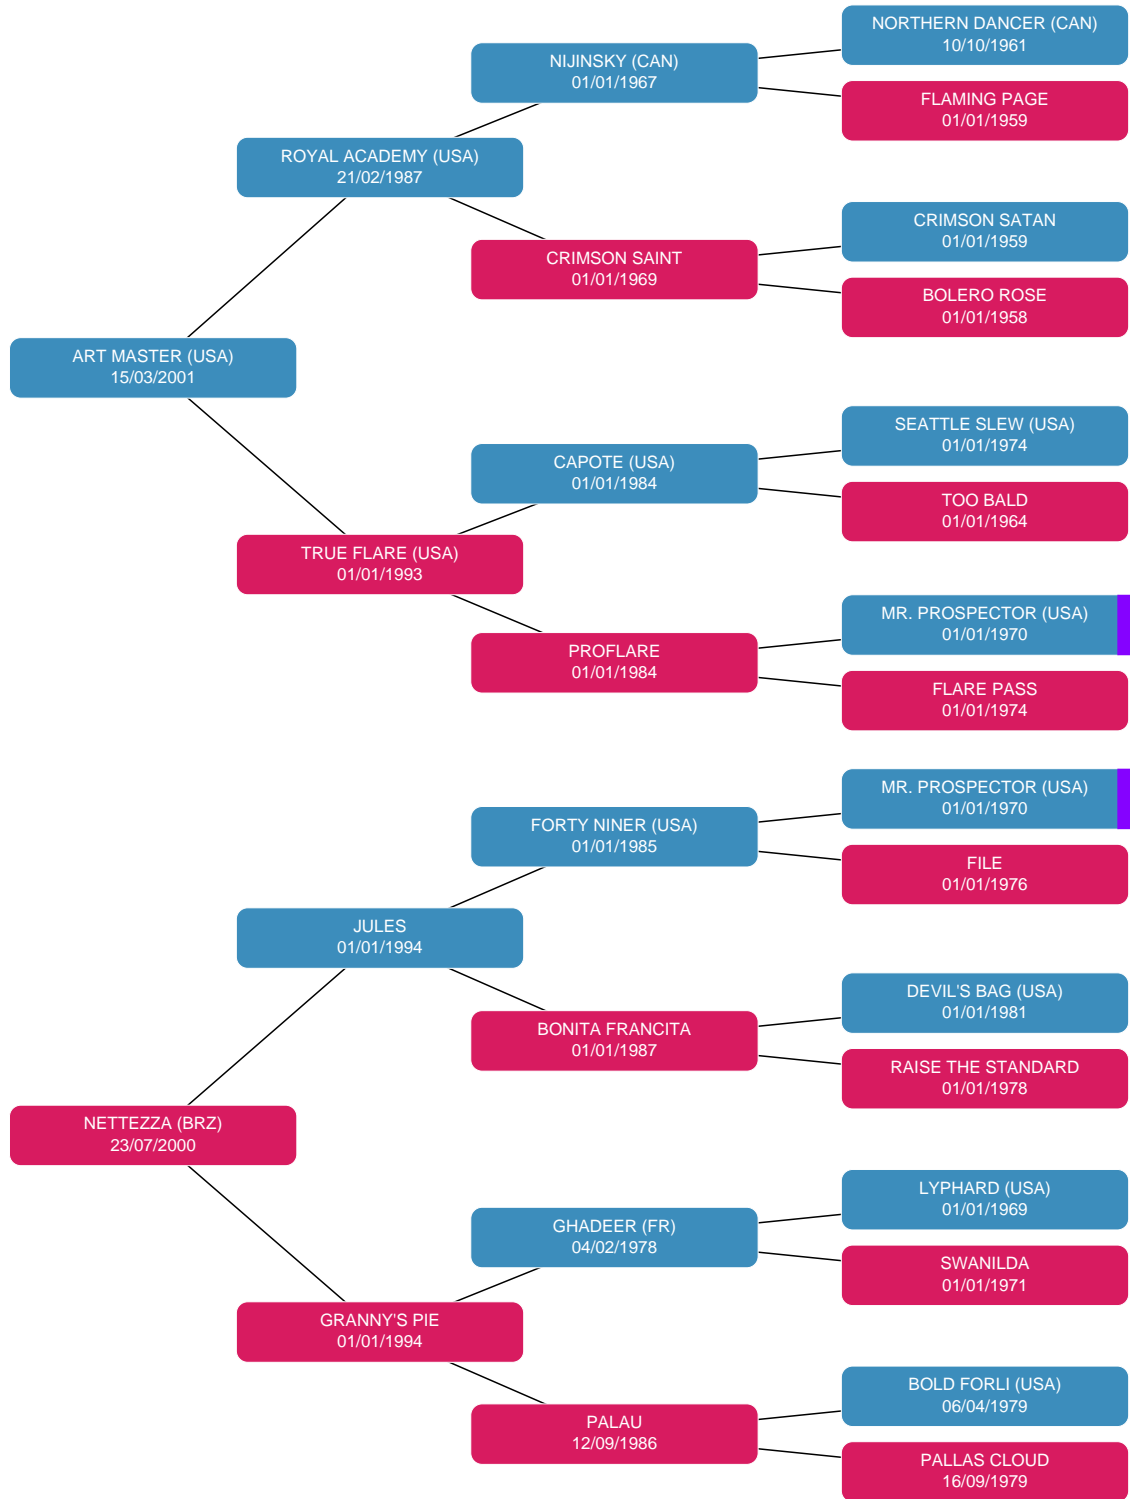 NORTHERN DANCER (CAN)
10/10/1961
NIJINSKY (CAN)
01/01/1967
FLAMING PAGE
01/01/1959
ROYAL ACADEMY (USA)
21/02/1987
CRIMSON SATAN
01/01/1959
CRIMSON SAINT
01/01/1969
BOLERO ROSE
01/01/1958
ART MASTER (USA)
15/03/2001
SEATTLE SLEW (USA)
01/01/1974
CAPOTE (USA)
01/01/1984
TOO BALD
01/01/1964
TRUE FLARE (USA)
01/01/1993
MR. PROSPECTOR (USA)
01/01/1970
PROFLARE
01/01/1984
FLARE PASS
01/01/1974
MR. PROSPECTOR (USA)
01/01/1970
FORTY NINER (USA)
01/01/1985
FILE
01/01/1976
JULES
01/01/1994
DEVIL'S BAG (USA)
01/01/1981
BONITA FRANCITA
01/01/1987
RAISE THE STANDARD
01/01/1978
NETTEZZA (BRZ)
23/07/2000
LYPHARD (USA)
01/01/1969
GHADEER (FR)
04/02/1978
SWANILDA
01/01/1971
GRANNY'S PIE
01/01/1994
BOLD FORLI (USA)
06/04/1979
PALAU
12/09/1986
PALLAS CLOUD
16/09/1979